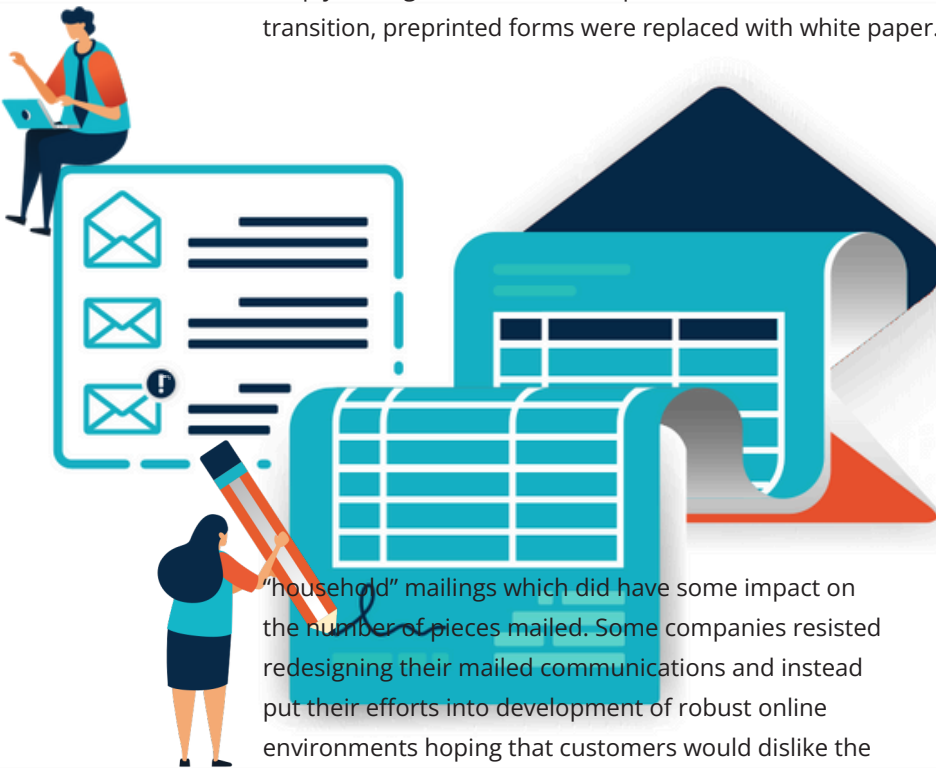 transition, preprinted forms were replaced with white paper.
“household” mailings which did have some impact on
the number of pieces mailed. Some companies resisted
redesigning their mailed communications and instead
put their efforts into development of robust online
environments hoping that customers would dislike the